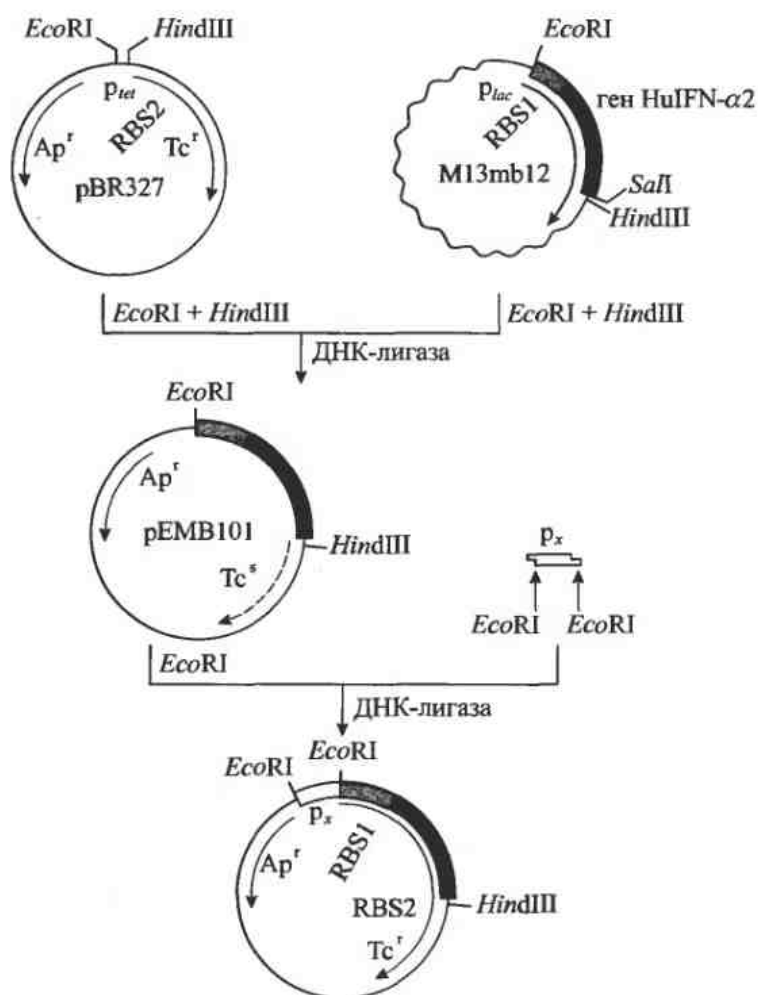 EcoRI HindIII
p_tet
RBS2
Ap^r Tc^r
pBR327
EcoRI
p_lac
RBS1
ген HuIFN-α2
M13mb12
SalI
HindIII
EcoRI + HindIII
EcoRI + HindIII
ДНК-лигаза
EcoRI
Ap^r
pEMB101
HindIII
Tc^s
p_x
EcoRI EcoRI
EcoRI
ДНК-лигаза
EcoRI
EcoRI
p_x
RBS1
Ap^r
RBS2
HindIII
Tc^r